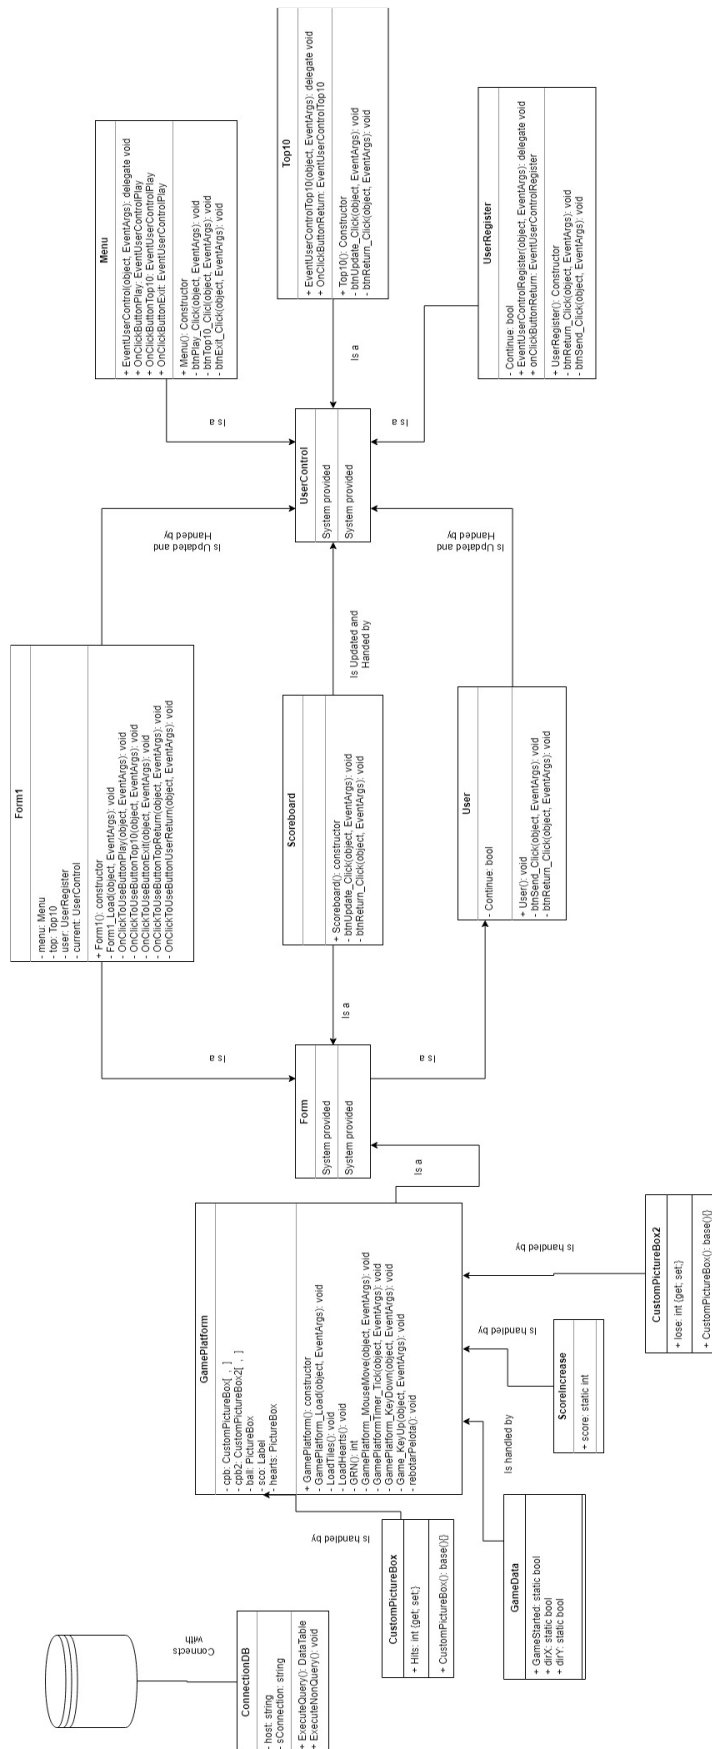 Connects
with
ConnectionDB
- host: string
- sConnection: string
+ ExecuteQuery(): DataTable
+ ExecuteNonQuery(): void
CustomPictureBox
+ Hits: int {get; set;}
+ CustomPictureBox(): base(){}
Is handled by
GameData
+ GameStarted: static bool
+ dirX: static bool
+ dirY: static bool
Is handled by
GamePlatform
- cpb: CustomPictureBox[ , ]
- cpb2: CustomPictureBox2[ , ]
- ball: PictureBox
- sco: Label
- hearts: PictureBox
+ GamePlatform(): constructor
- GamePlatform_Load(object, EventArgs): void
- LoadTiles(): void
- LoadHearts(): void
- GRN(): int
- GamePlatform_MouseMove(object, EventArgs): void
- GamePlatformTimer_Tick(object, EventArgs): void
- GamePlatform_KeyDown(object, EventArgs): void
- Game_KeyUp(object, EventArgs): void
- rebotarPelota(): void
ScoreIncrease
+ score: static int
Is handled by
CustomPictureBox2
+ lose: int {get; set;}
+ CustomPictureBox(): base(){}
Is handled by
Is a
Form
System provided
System provided
Is a
Is a
Is a
Form1
- menu: Menu
- top: Top10
- user: UserRegister
- current: UserControl
+ Form1(): constructor
- Form1_Load(object, EventArgs): void
- OnClickToUseButtonPlay(object, EventArgs): void
- OnClickToUseButtonTop10(object, EventArgs): void
- OnClickToUseButtonExit(object, EventArgs): void
- OnClickToUseButtonTopReturn(object, EventArgs): void
- OnClickToUseButtonUserReturn(object, EventArgs): void
Scoreboard
+ Scoreboard(): constructor
- btnUpdate_Click(object, EventArgs): void
- btnReturn_Click(object, EventArgs): void
User
- Continue: bool
+ User(): void
- btnSend_Click(object, EventArgs): void
- btnReturn_Click(object, EventArgs): void
Is Updated and
Handed by
Is Updated and
Handed by
Is Updated and
Handed by
UserControl
System provided
System provided
Is a
Is a
Is a
Menu
+ EventUserControl(object, EventArgs): delegate void
+ OnClickButtonPlay: EventUserControlPlay
+ OnClickButtonTop10: EventUserControlPlay
+ OnClickButtonExit: EventUserControlPlay
+ Menu(): Constructor
- btnPlay_Click(object, EventArgs): void
- btnTop10_Click(object, EventArgs): void
- btnExit_Click(object, EventArgs): void
Top10
+ EventUserControlTop10(object, EventArgs): delegate void
+ OnClickButtonReturn: EventUserControlTop10
+ Top10(): Constructor
- btnUpdate_Click(object, EventArgs): void
- btnReturn_Click(object, EventArgs): void
UserRegister
- Continue: bool
+ EventUserControlRegister(object, EventArgs): delegate void
+ onClickButtonReturn: EventUserControlRegister
+ UserRegister(): Constructor
- btnReturn_Click(object, EventArgs): void
- btnSend_Click(object, EventArgs): void